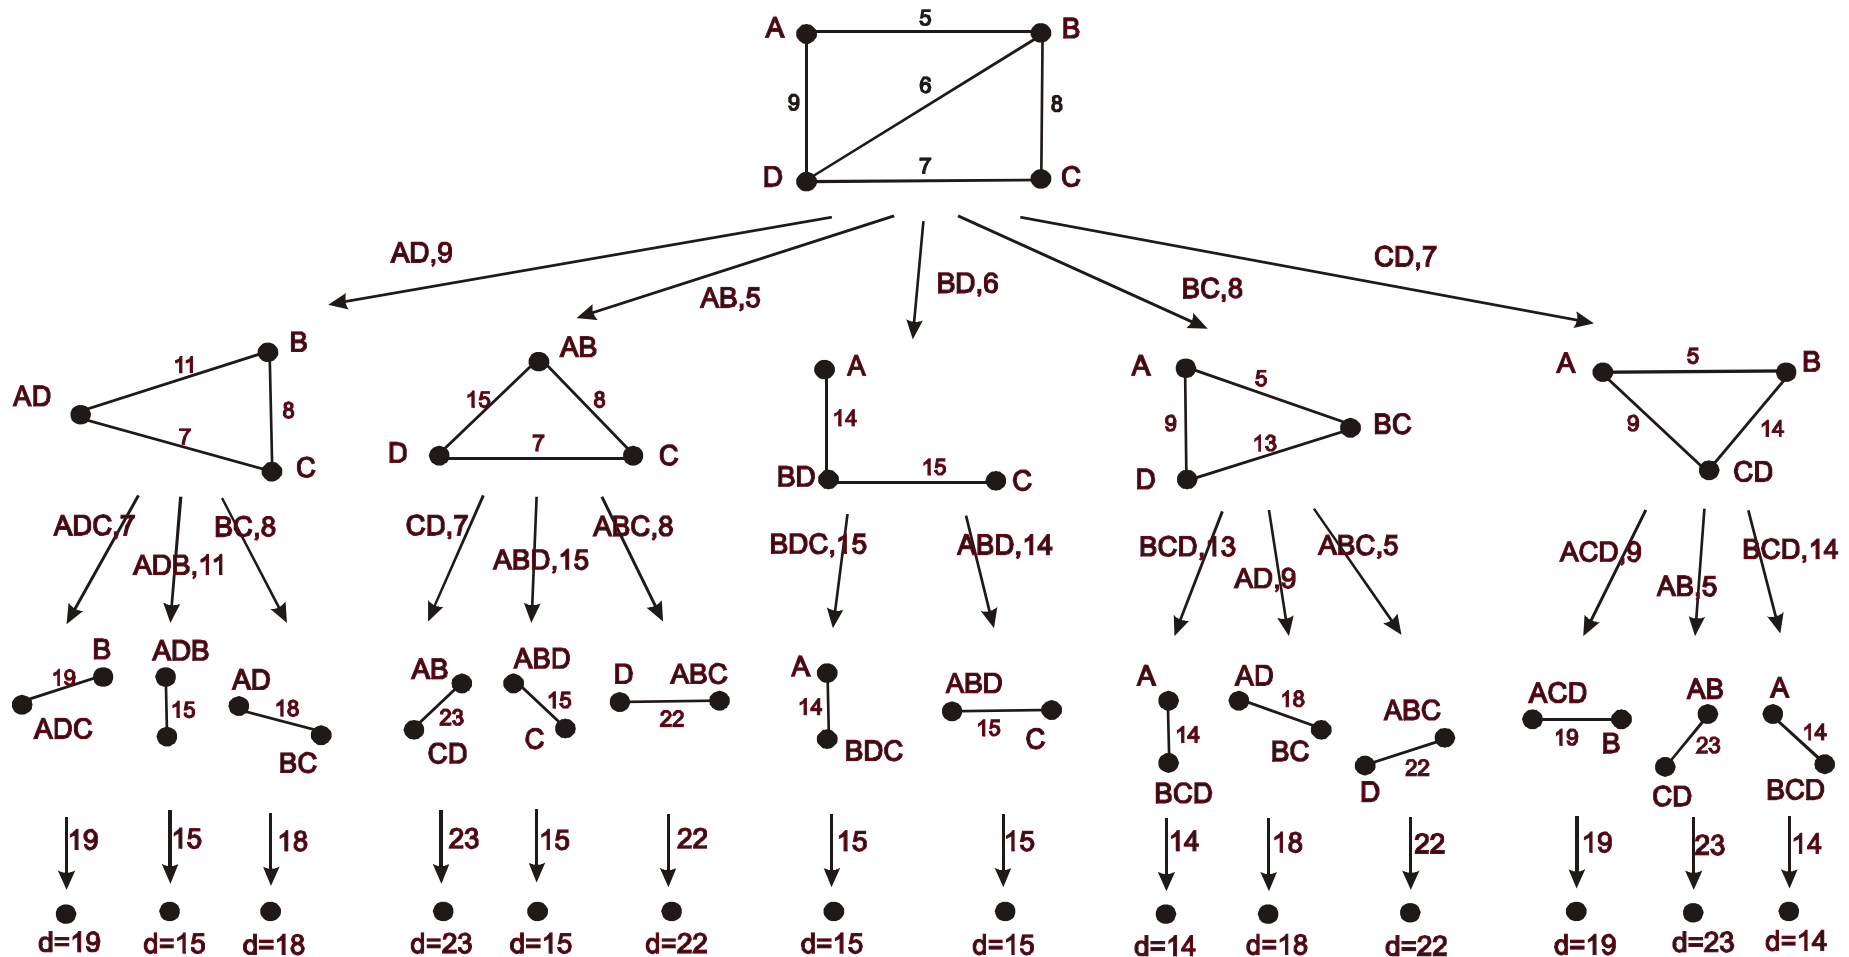 A 5 B
9 6 8
D 7 C
AD,9 AB,5 BD,6 BC,8 CD,7
B
11
AD 8
7
C
AB
15 8
D 7 C
A
14
BD 15 C
A 5
9 BC
13
D
A 5 B
9 14
CD
ADC,7 ADB,11 BC,8
CD,7 ABD,15 ABC,8
BDC,15 ABD,14
BCD,13 AD,9 ABC,5
ACD,9 AB,5 BCD,14
B
19
ADC
ADB
15
AD
18
BC
AB
23
CD
ABD
15
C
D ABC
22
A
14
BDC
ABD
15 C
A
14
BCD
AD
18
BC
ABC
22
D
ACD
19 B
AB
23
CD
A
14
BCD
19 15 18 23 15 22 15 15 14 18 22 19 23 14
d=19 d=15 d=18 d=23 d=15 d=22 d=15 d=15 d=14 d=18 d=22 d=19 d=23 d=14